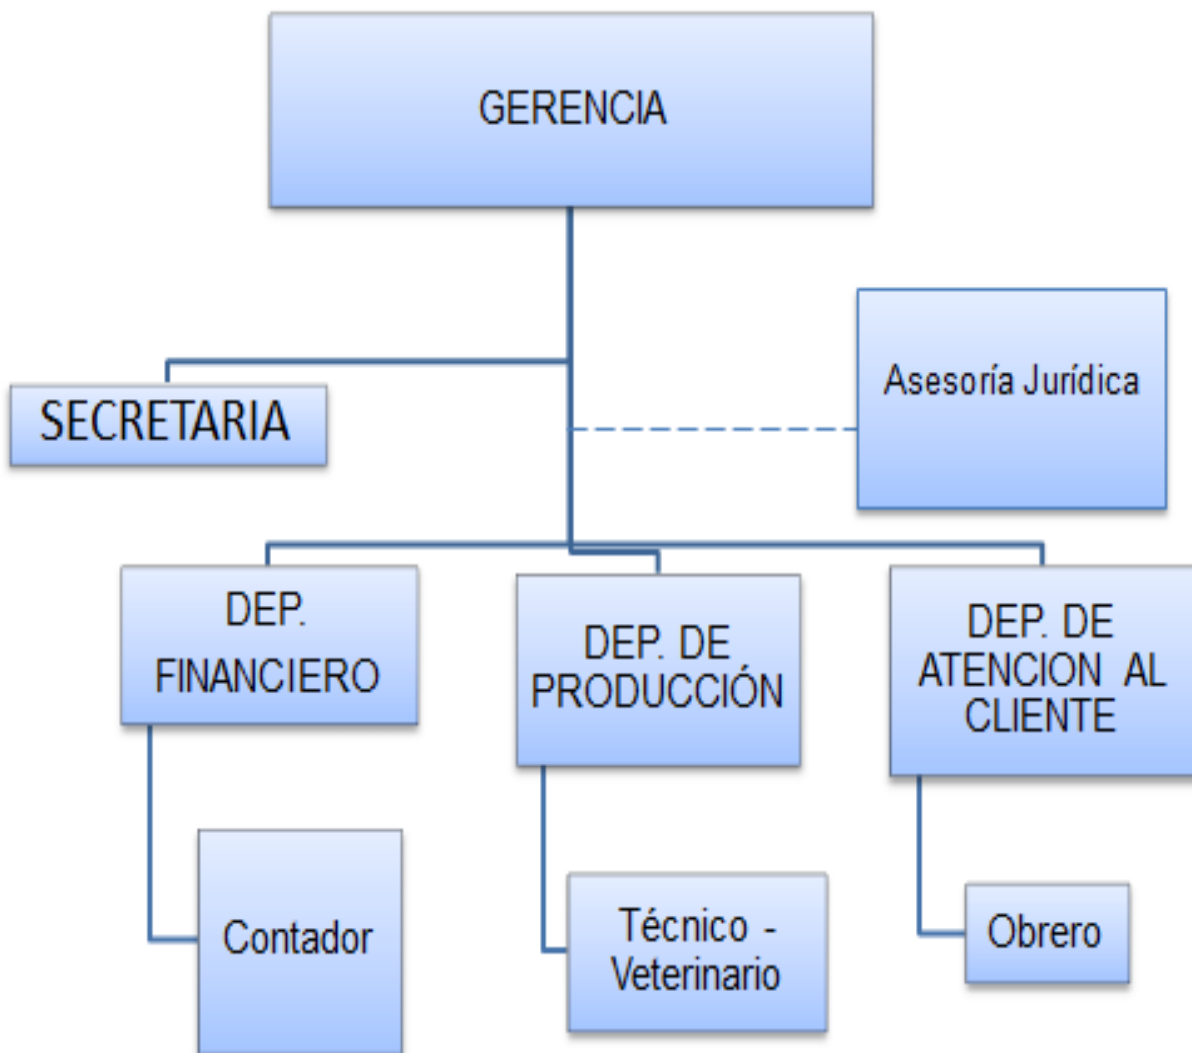 GERENCIA
Asesoría Jurídica
SECRETARIA
DEP.
FINANCIERO
DEP. DE
PRODUCCIÓN
DEP. DE
ATENCION AL
CLIENTE
Contador
Técnico -
Veterinario
Obrero